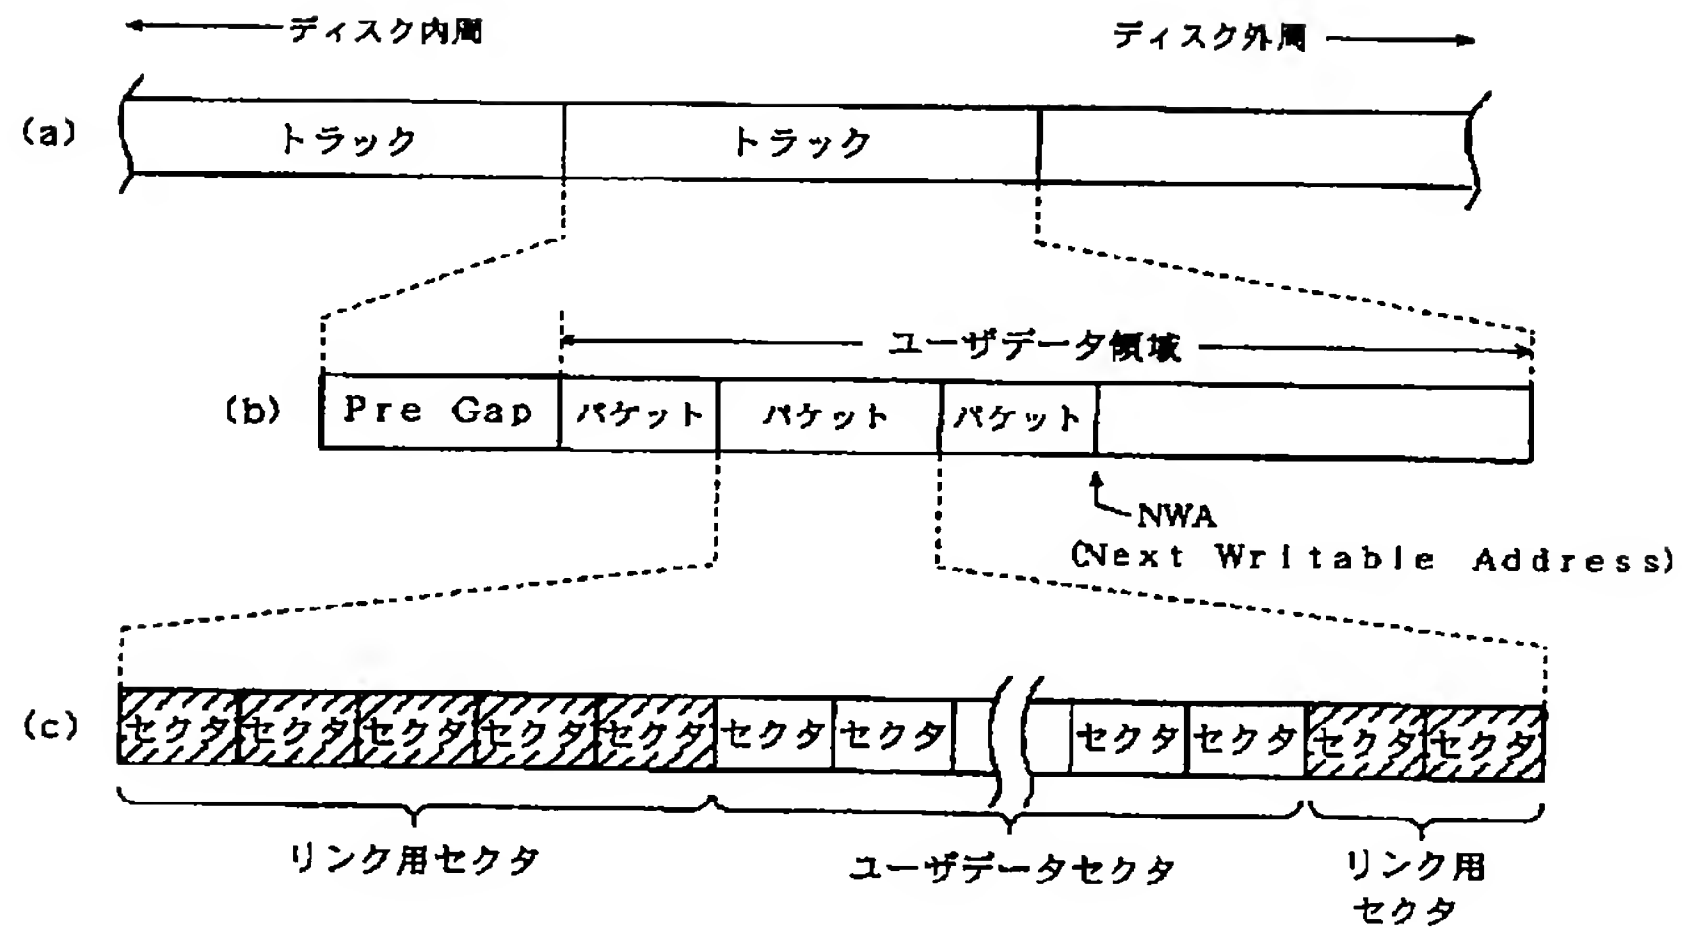 ディスク内周 ディスク外周
(a) トラック トラック
ユーザデータ領域
(b) Pre Gap パケット パケット パケット
NWA
(Next Writable Address)
(c) セクタ セクタ セクタ セクタ セクタ セクタ セクタ セクタ セクタ セクタ セクタ
リンク用セクタ ユーザデータセクタ リンク用
セクタ